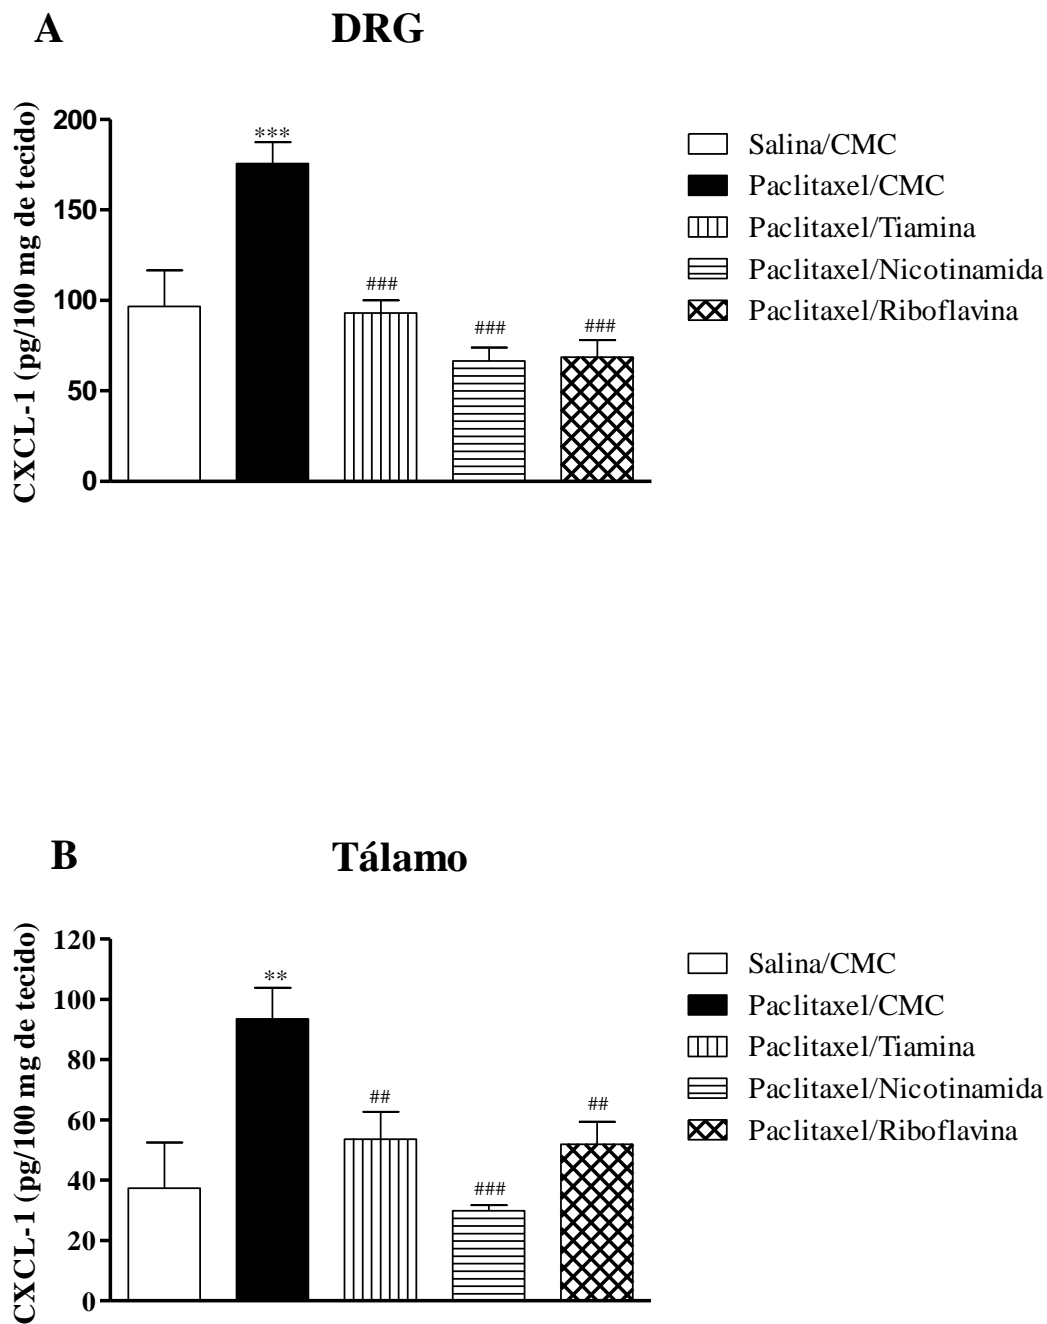 A
DRG
CXCL-1 (pg/100 mg de tecido)
200
150
100
50
0
***
###
###
###
Salina/CMC
Paclitaxel/CMC
Paclitaxel/Tiamina
Paclitaxel/Nicotinamida
Paclitaxel/Riboflavina
B
Tálamo
CXCL-1 (pg/100 mg de tecido)
120
100
80
60
40
20
0
**
##
###
##
Salina/CMC
Paclitaxel/CMC
Paclitaxel/Tiamina
Paclitaxel/Nicotinamida
Paclitaxel/Riboflavina